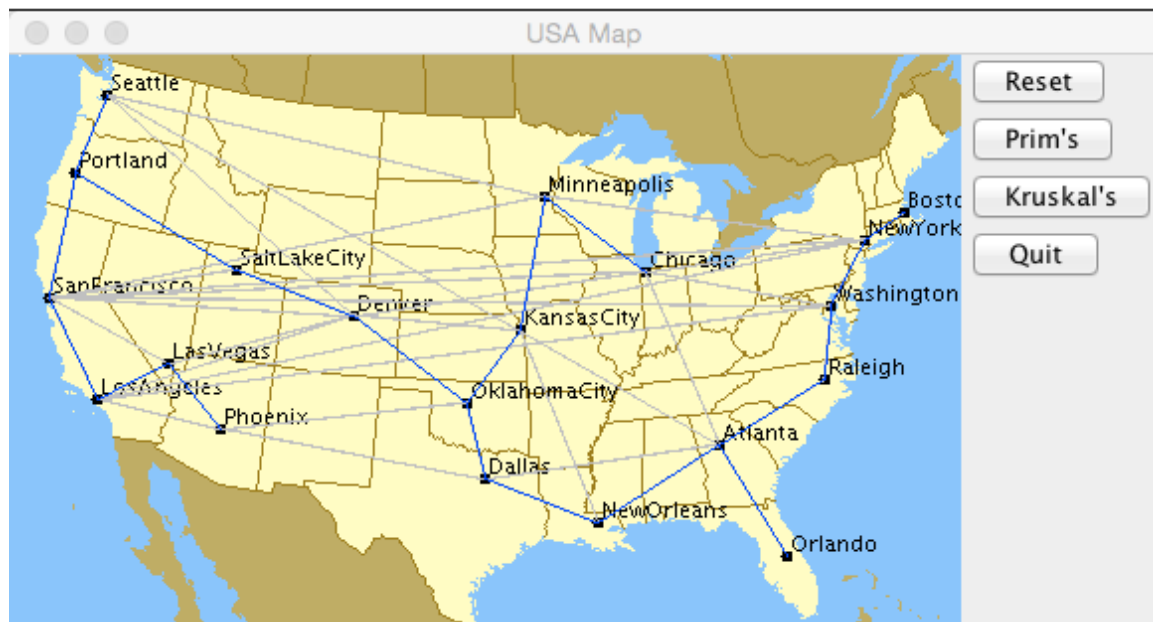 USA Map
Seattle
Portland
Minneapolis
Bosto
NewYork
SaltLakeCity
Chicago
SanFrancisco
Denver
Washington
KansasCity
LasVegas
Raleigh
LosAngeles
OklahomaCity
Phoenix
Atlanta
Dallas
NewOrleans
Orlando
Reset
Prim's
Kruskal's
Quit